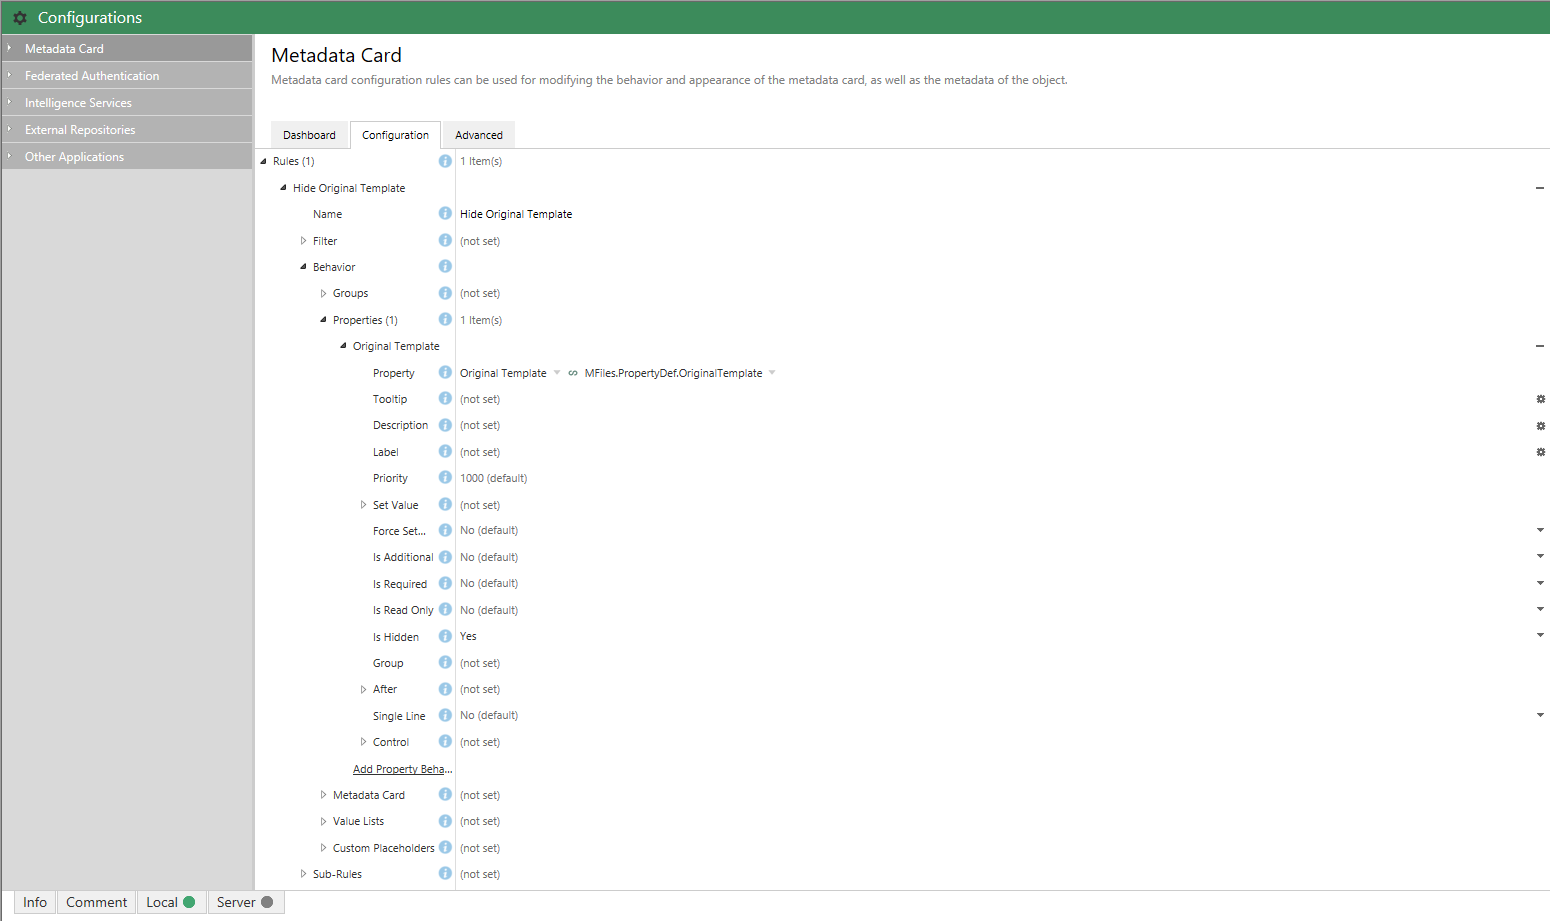 Configurations
Metadata Card
Federated Authentication
Intelligence Services
External Repositories
Other Applications
Metadata Card
Metadata card configuration rules can be used for modifying the behavior and appearance of the metadata card, as well as the metadata of the object.
Dashboard Configuration Advanced
Rules (1) 1 Item(s)
Hide Original Template
Name Hide Original Template
Filter (not set)
Behavior
Groups (not set)
Properties (1) 1 Item(s)
Original Template
Property Original Template MFiles.PropertyDef.OriginalTemplate
Tooltip (not set)
Description (not set)
Label (not set)
Priority 1000 (default)
Set Value (not set)
Force Set... No (default)
Is Additional No (default)
Is Required No (default)
Is Read Only No (default)
Is Hidden Yes
Group (not set)
After (not set)
Single Line No (default)
Control (not set)
Add Property Beha...
Metadata Card (not set)
Value Lists (not set)
Custom Placeholders (not set)
Sub-Rules (not set)
Info Comment Local Server